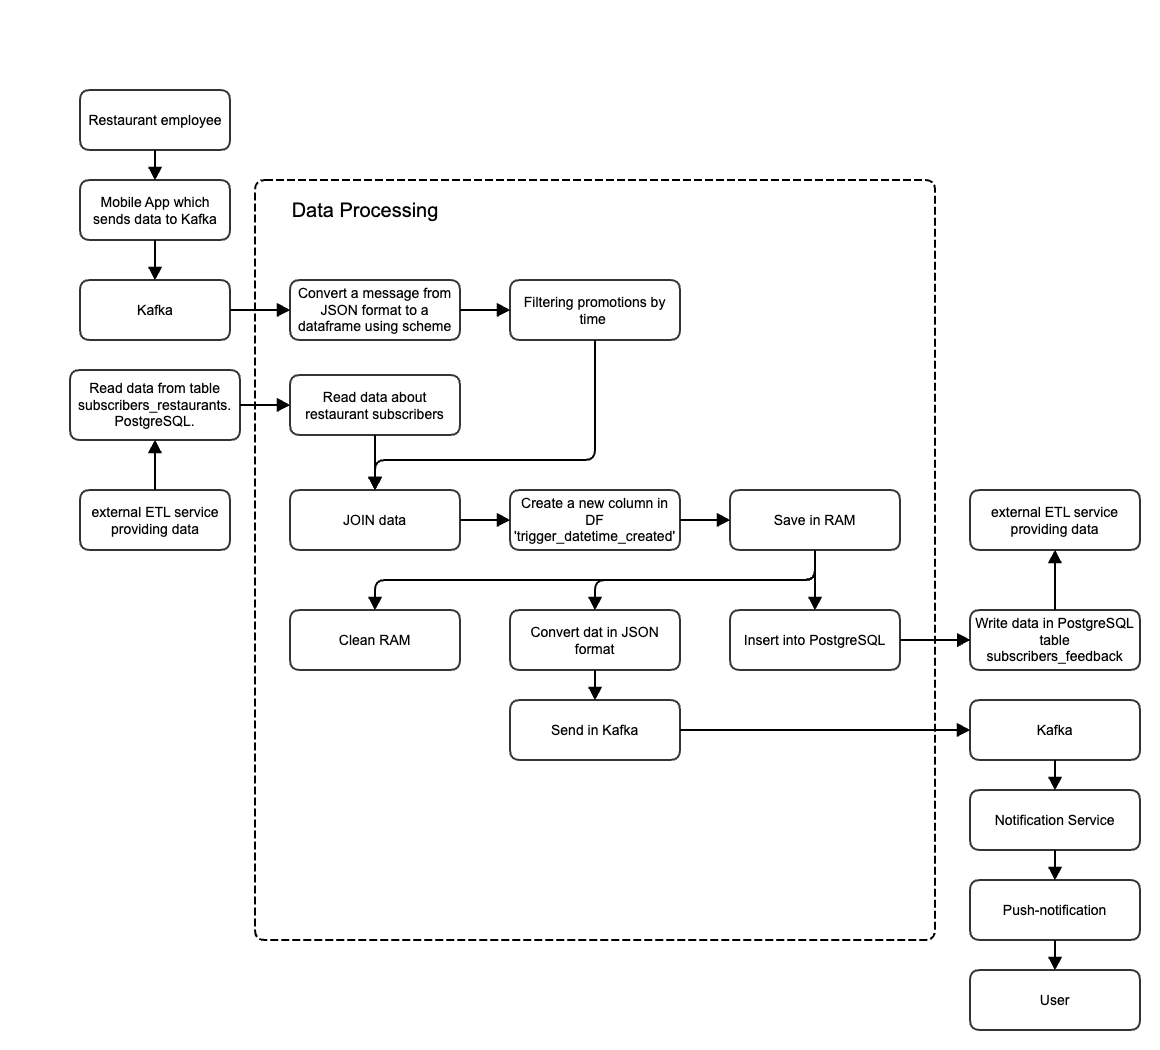 Restaurant employee
Mobile App which
sends data to Kafka
Data Processing
Kafka
Convert a message from
JSON format to a
dataframe using scheme
Filtering promotions by
time
Read data from table
subscribers_restaurants.
PostgreSQL.
Read data about
restaurant subscribers
external ETL service
providing data
JOIN data
Create a new column in
DF
'trigger_datetime_created'
Save in RAM
external ETL service
providing data
Clean RAM
Convert dat in JSON
format
Insert into PostgreSQL
Write data in PostgreSQL
table
subscribers_feedback
Send in Kafka
Kafka
Notification Service
Push-notification
User